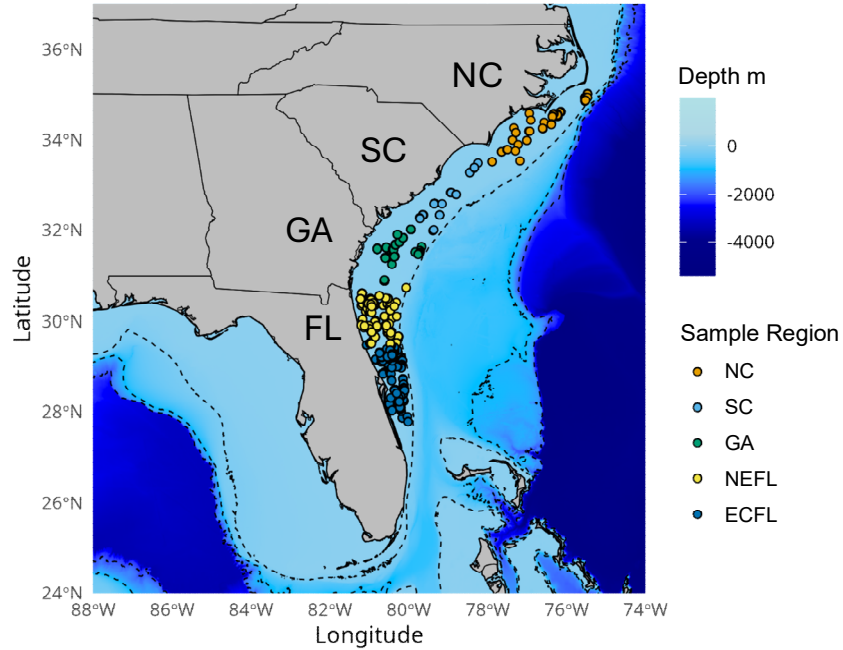 36°N
34°N
32°N
30°N
28°N
26°N
24°N
Latitude
NC
SC
GA
FL
88°W 86°W 84°W 82°W 80°W 78°W 76°W 74°W
Longitude
Depth m
0
-2000
-4000
Sample Region
NC
SC
GA
NEFL
ECFL